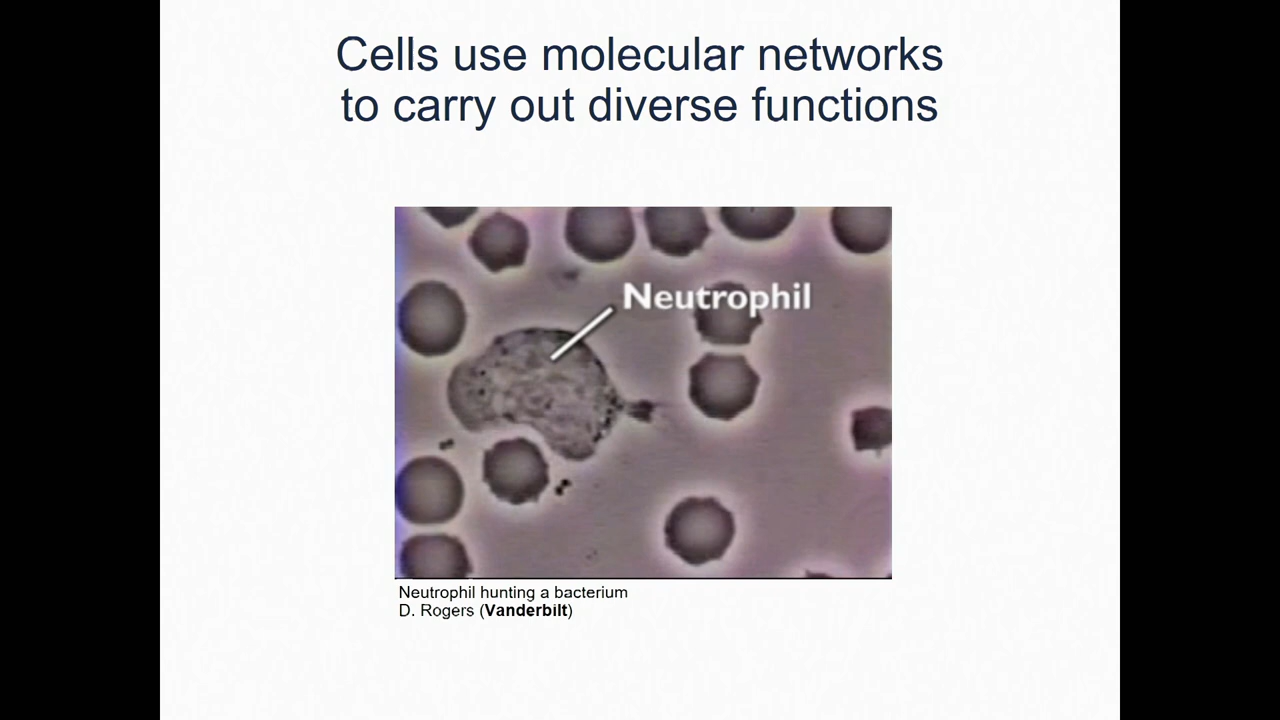 Cells use molecular networks
to carry out diverse functions
Neutrophil
Neutrophil hunting a bacterium
D. Rogers (Vanderbilt)